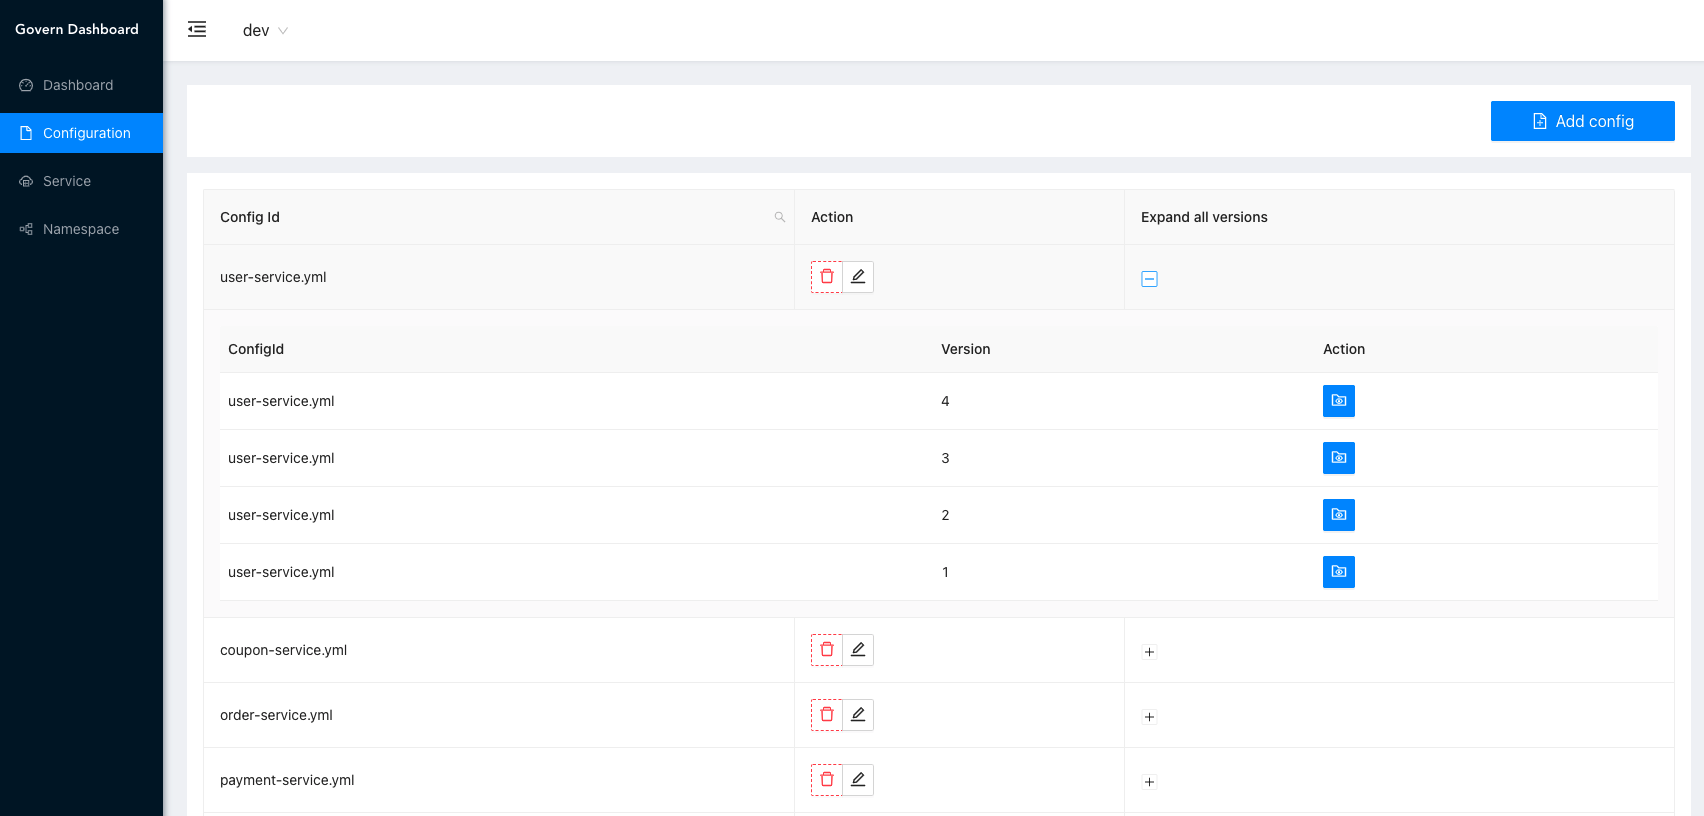 Govern Dashboard
dev
Dashboard
Configuration
Service
Namespace
Add config
Config Id Action Expand all versions
user-service.yml
ConfigId Version Action
user-service.yml 4
user-service.yml 3
user-service.yml 2
user-service.yml 1
coupon-service.yml
order-service.yml
payment-service.yml